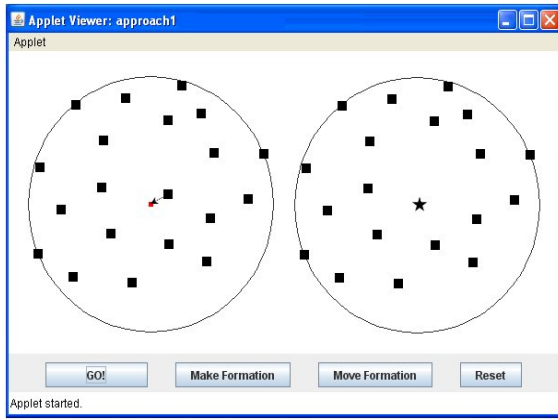 Applet Viewer: approach1
Applet
GO! Make Formation Move Formation Reset
Applet started.